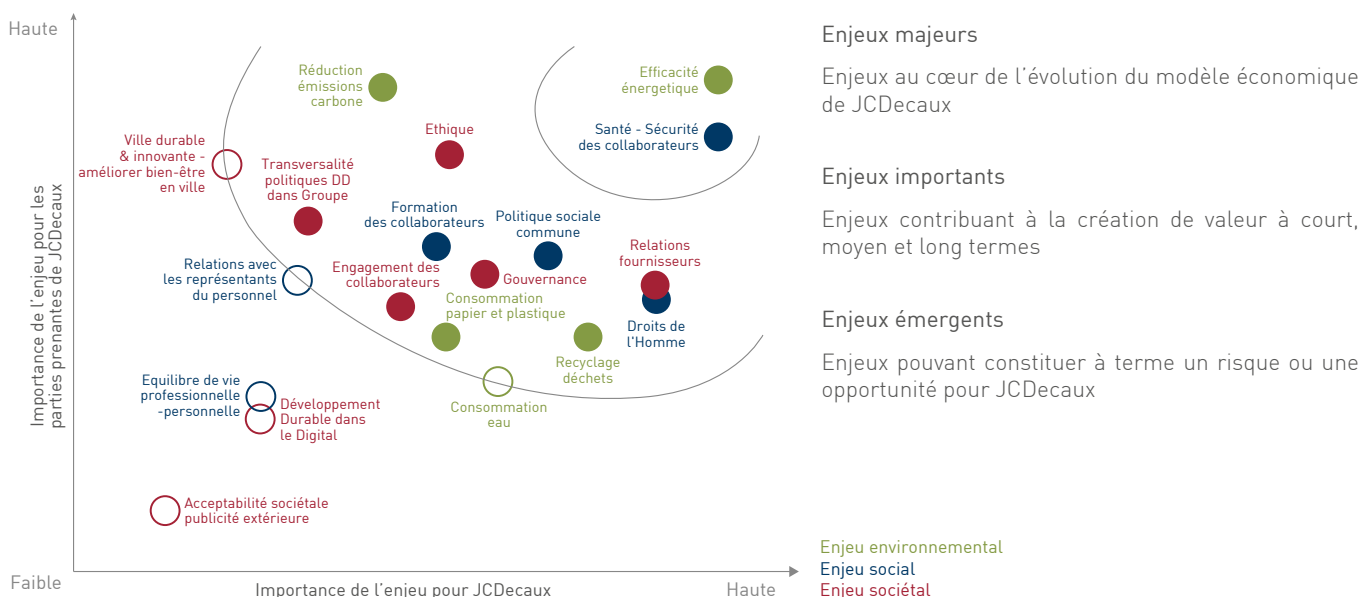 Haute
Importance de l'enjeu pour les
parties prenantes de JCDecaux
Faible
Importance de l'enjeu pour JCDecaux
Haute
Réduction
émissions
carbone
Efficacité
énergetique
Santé - Sécurité
des collaborateurs
Ethique
Ville durable
& innovante -
améliorer bien-être
en ville
Transversalité
politiques DD
dans Groupe
Formation
des collaborateurs
Politique sociale
commune
Relations
fournisseurs
Relations avec
les représentants
du personnel
Engagement des
collaborateurs
Gouvernance
Consommation
papier et plastique
Droits de
l'Homme
Recyclage
déchets
Consommation
eau
Equilibre de vie
professionnelle
-personnelle
Développement
Durable dans
le Digital
Acceptabilité sociétale
publicité extérieure
Enjeux majeurs
Enjeux au cœur de l'évolution du modèle économique
de JCDecaux
Enjeux importants
Enjeux contribuant à la création de valeur à court,
moyen et long termes
Enjeux émergents
Enjeux pouvant constituer à terme un risque ou une
opportunité pour JCDecaux
Enjeu environnemental
Enjeu social
Enjeu sociétal